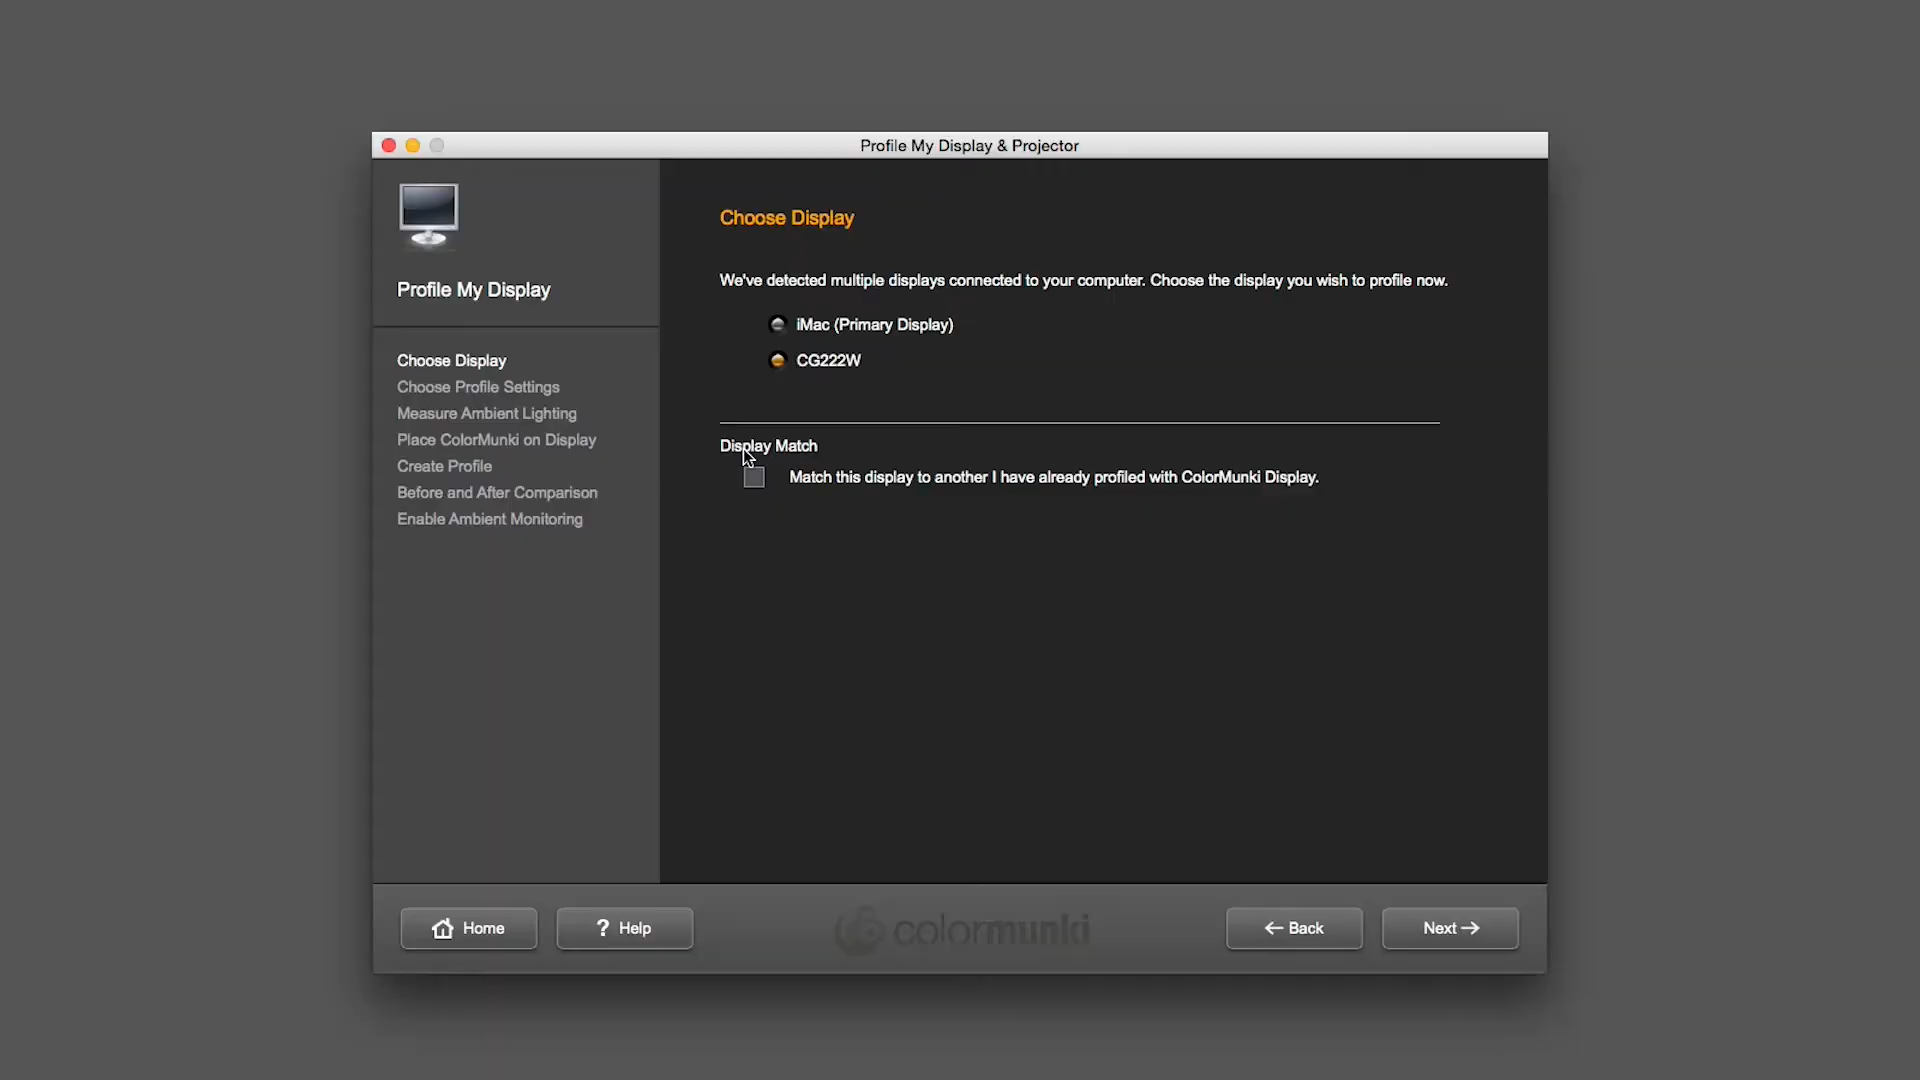 Profile My Display & Projector
Profile My Display
Choose Display
Choose Profile Settings
Measure Ambient Lighting
Place ColorMunki on Display
Create Profile
Before and After Comparison
Enable Ambient Monitoring
Choose Display
We've detected multiple displays connected to your computer. Choose the display you wish to profile now.
iMac (Primary Display)
CG222W
Display Match
Match this display to another I have already profiled with ColorMunki Display.
Home
? Help
colormunki
← Back
Next →